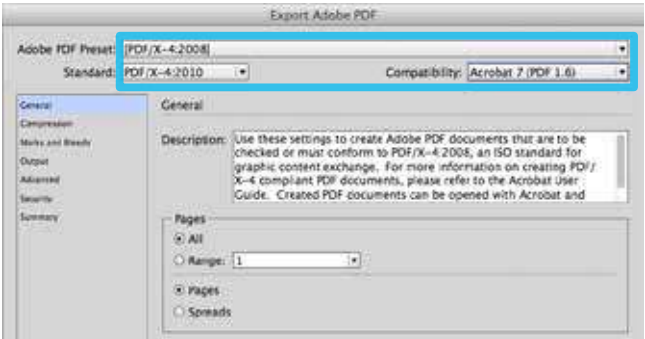 Export Adobe PDF
Adobe PDF Preset: [PDF/X-4:2008]
Standard: PDF/X-4:2010
Compatibility: Acrobat 7 (PDF 1.6)
General
Compression
Marks and Bleeds
Output
Advanced
Security
Summary
General
Description: Use these settings to create Adobe PDF documents that are to be
checked or must conform to PDF/X-4:2008, an ISO standard for
graphic content exchange. For more information on creating PDF/
X-4 compliant PDF documents, please refer to the Acrobat User
Guide. Created PDF documents can be opened with Acrobat and
Pages
All
Range: 1
Pages
Spreads